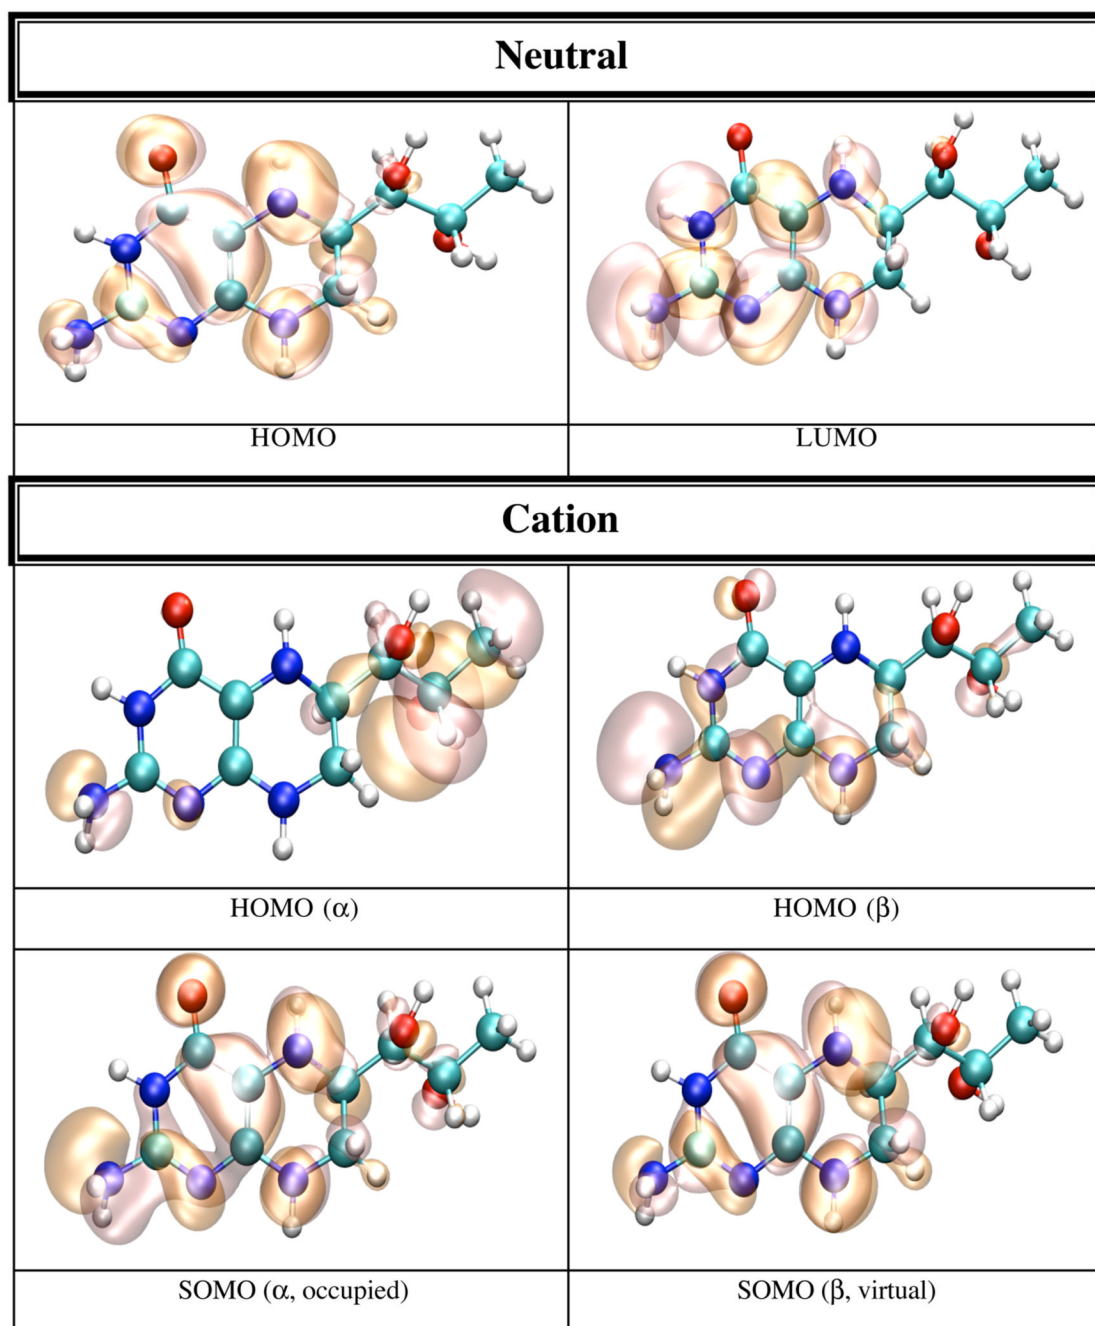 Neutral
HOMO
LUMO
Cation
HOMO (α)
HOMO (β)
SOMO (α, occupied)
SOMO (β, virtual)